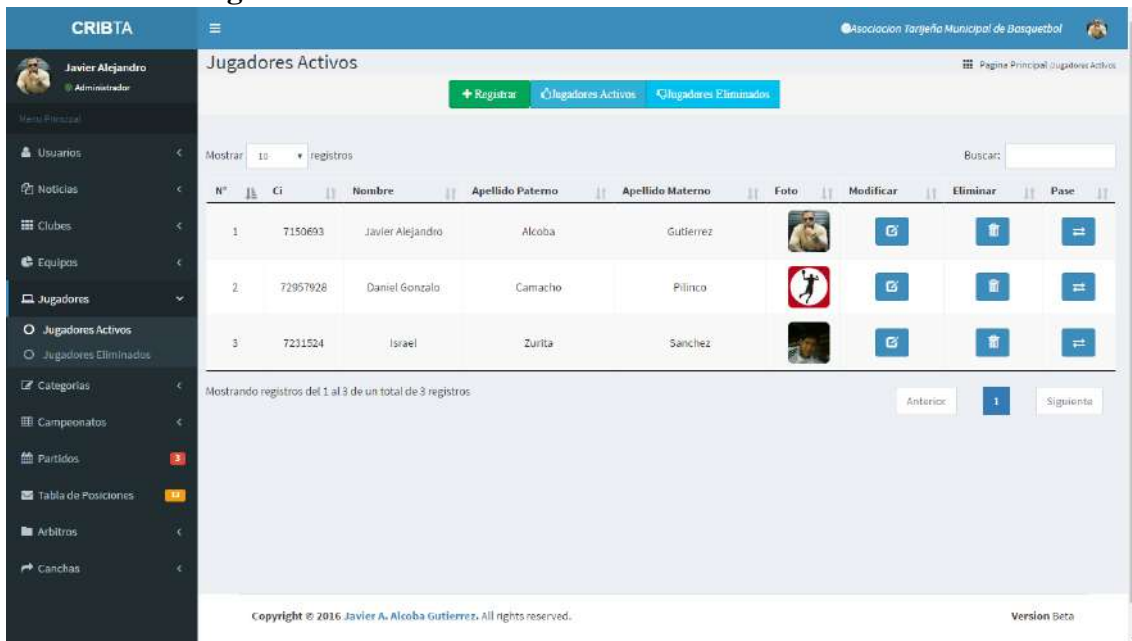 CRIBTA
Asociacion Tarijeña Municipal de Basquetbol
Javier Alejandro
Administrador
Menu Principal
Usuarios
Noticias
Clubes
Equipos
Jugadores
Jugadores Activos
Jugadores Eliminados
Categorias
Campeonatos
Partidos 3
Tabla de Posiciones
Arbitros
Canchas
Jugadores Activos
Pagina Principal Jugadores Activos
Registrar Jugadores Activos Jugadores Eliminados
Mostrar 10 registros Buscar:
N° Ci Nombre Apellido Paterno Apellido Materno Foto Modificar Eliminar Pase
1 7150693 Javier Alejandro Alcoba Gutierrez
2 72957928 Daniel Gonzalo Camacho Pilinco
3 7231524 Israel Zurita Sanchez
Mostrando registros del 1 al 3 de un total de 3 registros
Anterior 1 Siguiente
Copyright © 2016 Javier A. Alcoba Gutierrez. All rights reserved. Version Beta